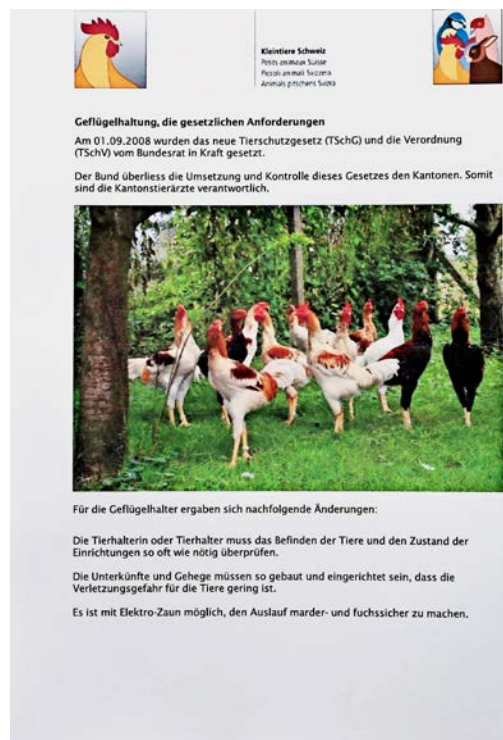 Kleintiere Schweiz
Petits animaux Suisse
Piccoli animali Svizzera
Animals pitschens Svizra
Geflügelhaltung, die gesetzlichen Anforderungen
Am 01.09.2008 wurden das neue Tierschutzgesetz (TSchG) und die Verordnung
(TSchV) vom Bundesrat in Kraft gesetzt.
Der Bund überliess die Umsetzung und Kontrolle dieses Gesetzes den Kantonen. Somit
sind die Kantonstierärzte verantwortlich.
Für die Geflügelhalter ergaben sich nachfolgende Änderungen:
Die Tierhalterin oder Tierhalter muss das Befinden der Tiere und den Zustand der
Einrichtungen so oft wie nötig überprüfen.
Die Unterkünfte und Gehege müssen so gebaut und eingerichtet sein, dass die
Verletzungsgefahr für die Tiere gering ist.
Es ist mit Elektro-Zaun möglich, den Auslauf marder- und fuchssicher zu machen.